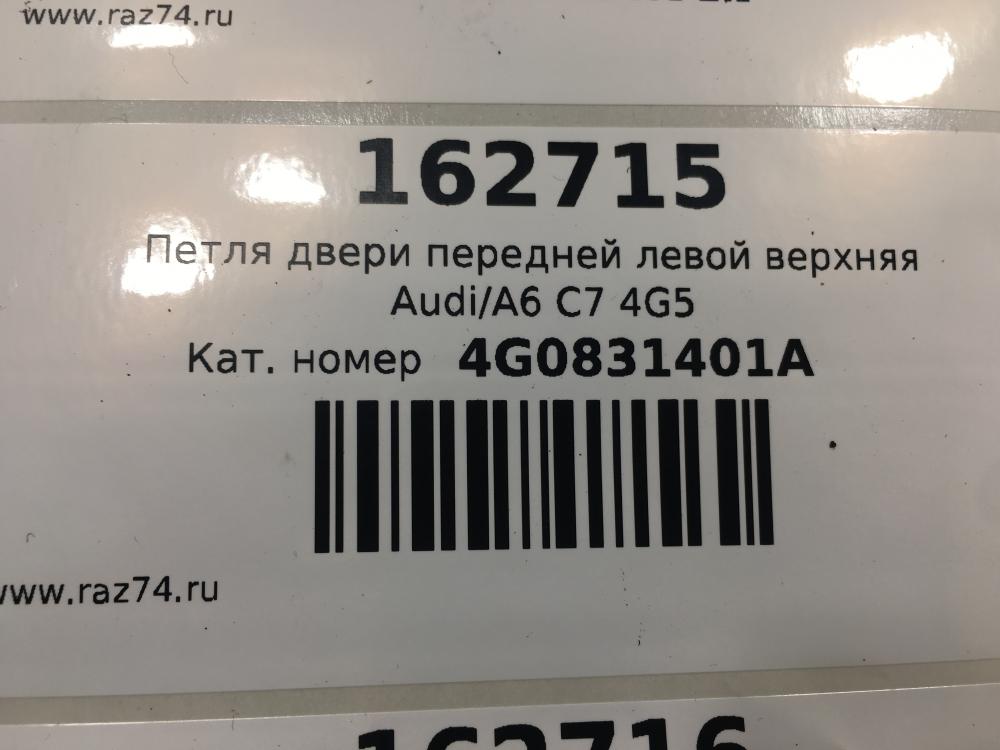 www.raz74.ru
162715
Петля двери передней левой верхняя
Audi/A6 C7 4G5
Кат. номер 4G0831401A
www.raz74.ru
162716